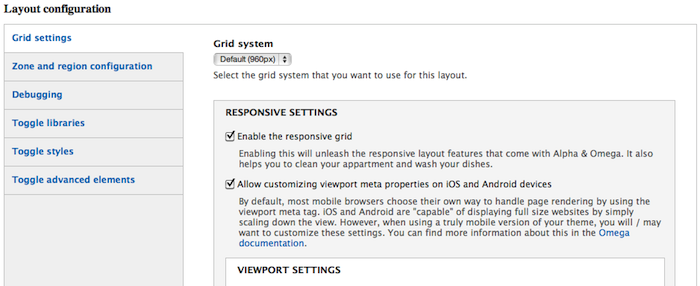 Layout configuration
Grid settings
Zone and region configuration
Debugging
Toggle libraries
Toggle styles
Toggle advanced elements
Grid system
Default (960px)
Select the grid system that you want to use for this layout.
RESPONSIVE SETTINGS
Enable the responsive grid
Enabling this will unleash the responsive layout features that come with Alpha & Omega. It also
helps you to clean your appartment and wash your dishes.
Allow customizing viewport meta properties on iOS and Android devices
By default, most mobile browsers choose their own way to handle page rendering by using the
viewport meta tag. iOS and Android are "capable" of displaying full size websites by simply
scaling down the view. However, when using a truly mobile version of your theme, you will / may
want to customize these settings. You can find more information about this in the Omega
documentation.
VIEWPORT SETTINGS